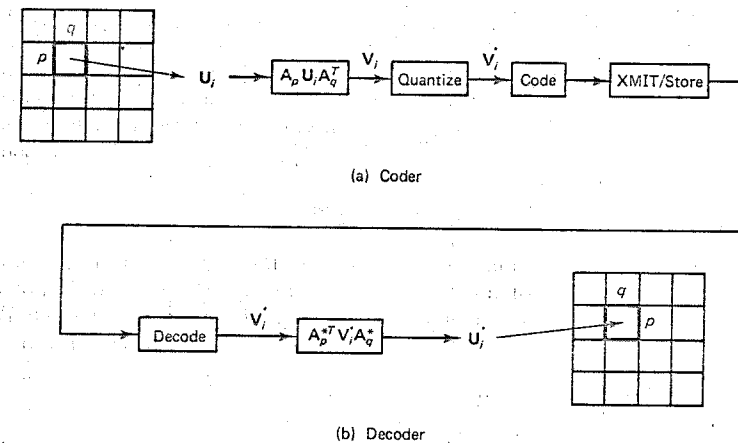 q
p
U_i
A_p U_i A_q^T
V_i
Quantize
V_i^•
Code
XMIT/Store
(a) Coder
Decode
V_i^•
A_p^{*T} V_i^• A_q^*
U_i^•
q
p
(b) Decoder